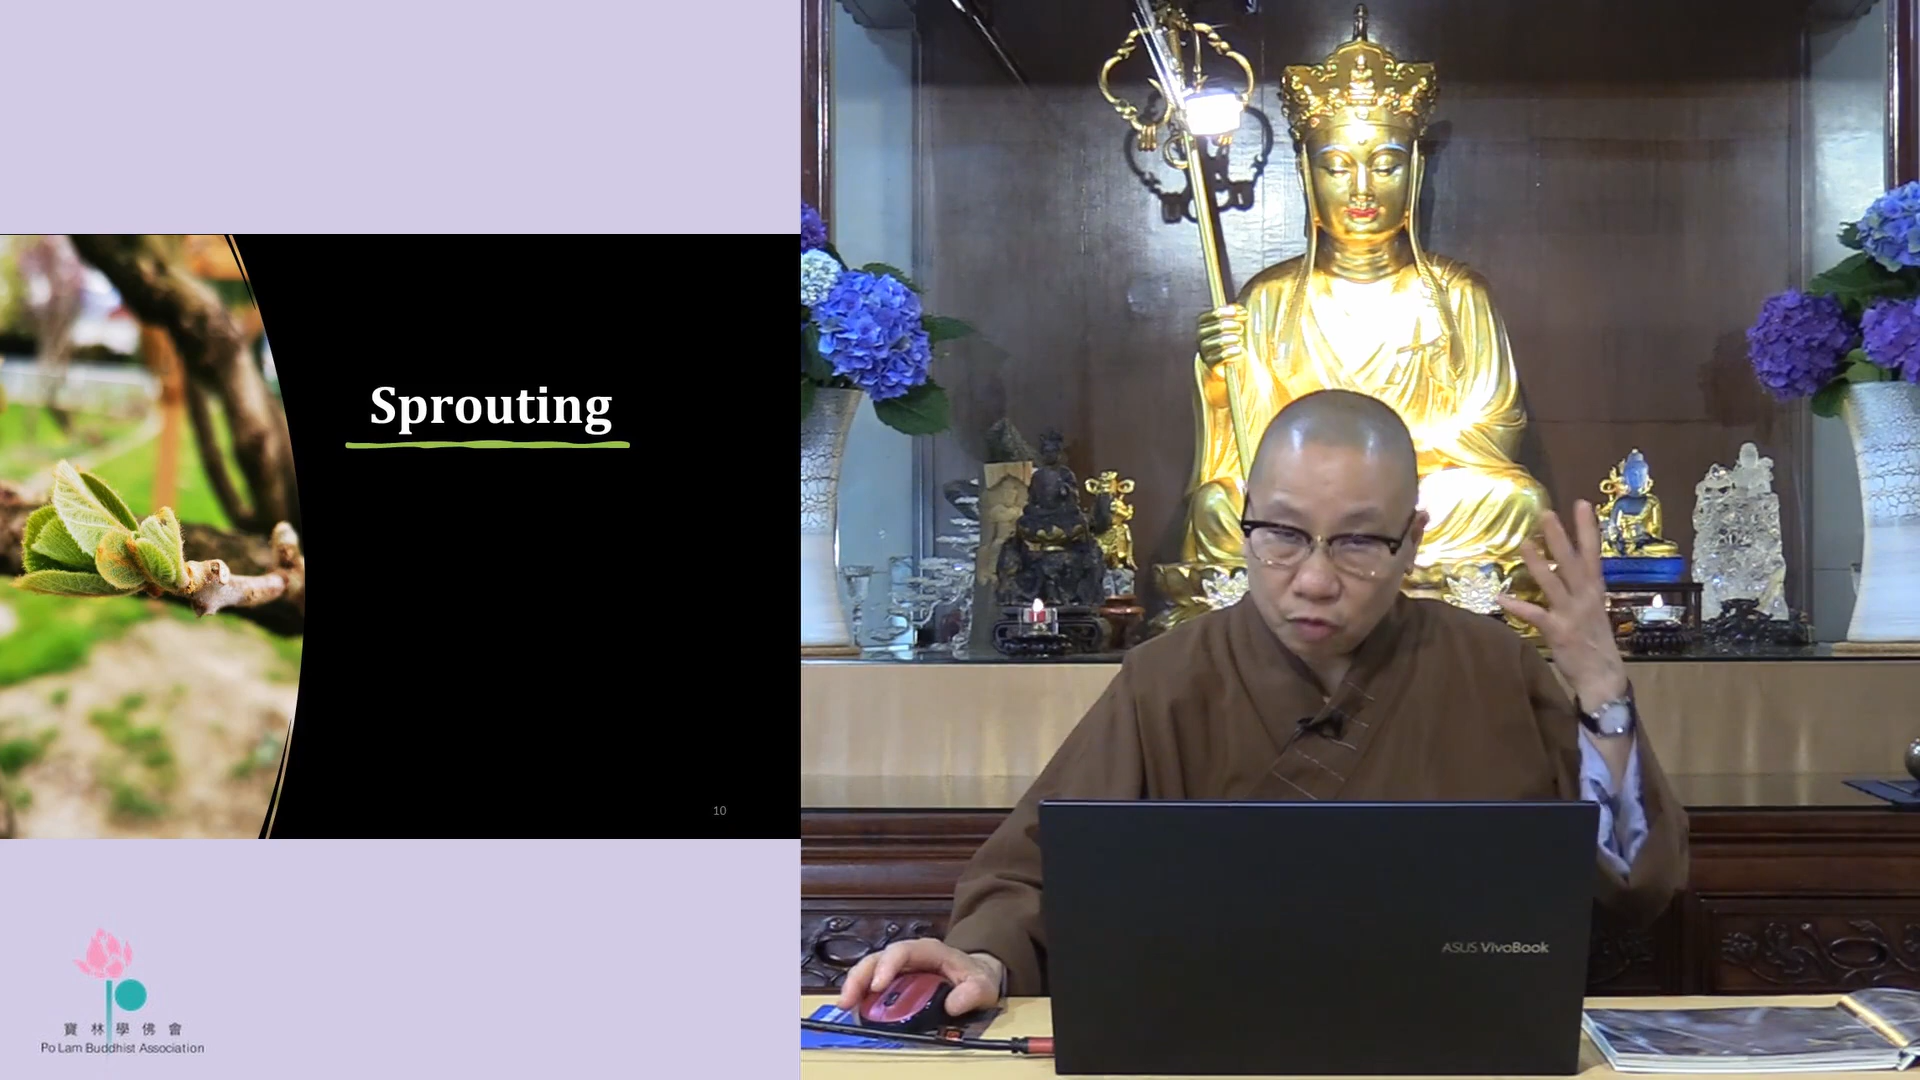 Sprouting
10
寶林學佛會
Po Lam Buddhist Association
ASUS VivoBook